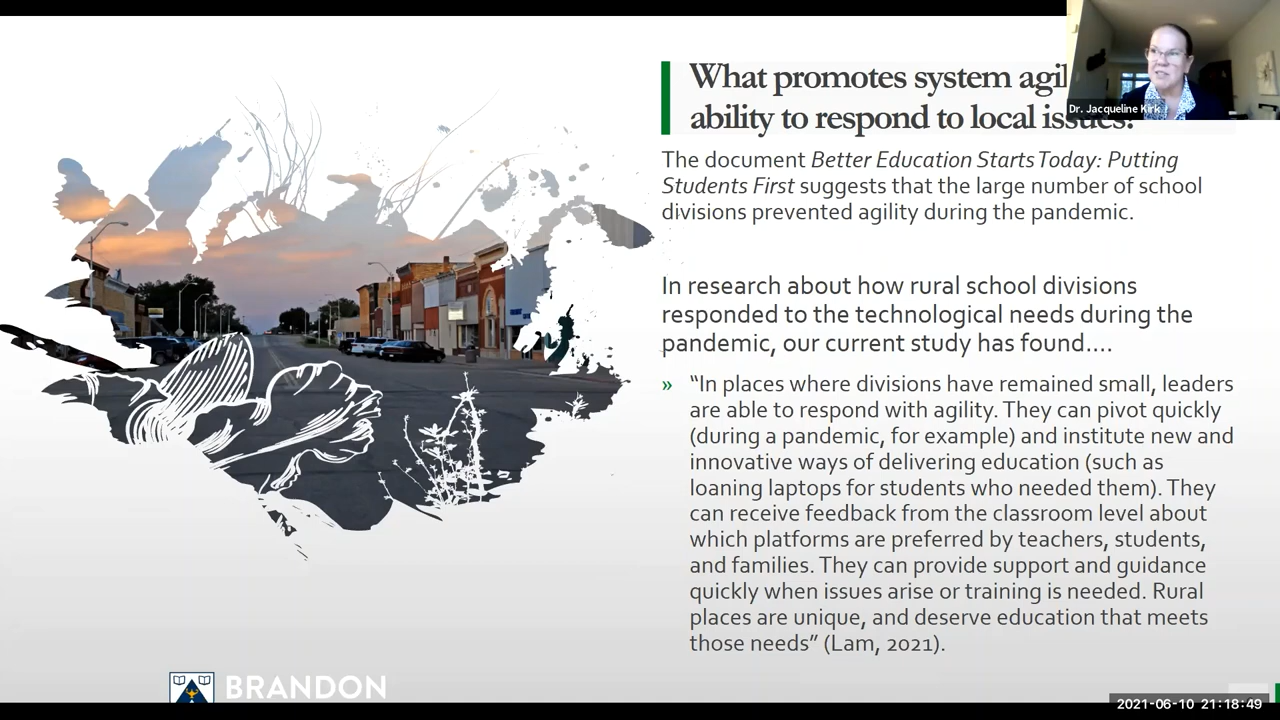 What promotes system agil
ability to respond to local issues?
Dr. Jacqueline Kirk
The document Better Education Starts Today: Putting
Students First suggests that the large number of school
divisions prevented agility during the pandemic.
In research about how rural school divisions
responded to the technological needs during the
pandemic, our current study has found....
» “In places where divisions have remained small, leaders
are able to respond with agility. They can pivot quickly
(during a pandemic, for example) and institute new and
innovative ways of delivering education (such as
loaning laptops for students who needed them). They
can receive feedback from the classroom level about
which platforms are preferred by teachers, students,
and families. They can provide support and guidance
quickly when issues arise or training is needed. Rural
places are unique, and deserve education that meets
those needs” (Lam, 2021).
BRANDON
2021-06-10 21:18:49